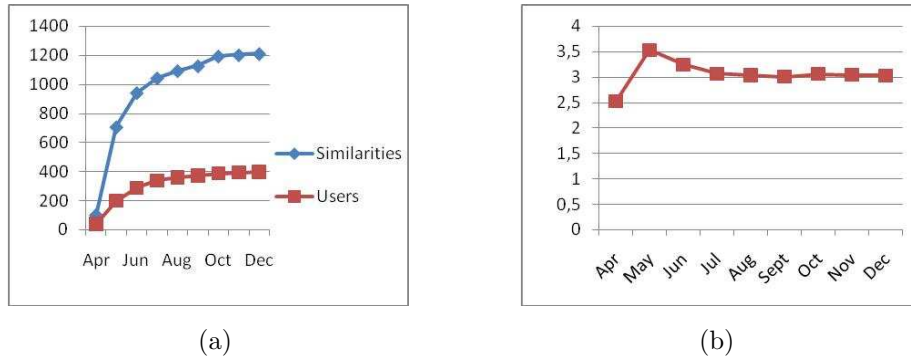 1400
1200
1000
800
600
400
200
0
Apr Jun Aug Oct Dec
Similarities
Users
(a)
4
3,5
3
2,5
2
1,5
1
0,5
0
Apr May Jun Jul Aug Sept Oct Nov Dec
(b)